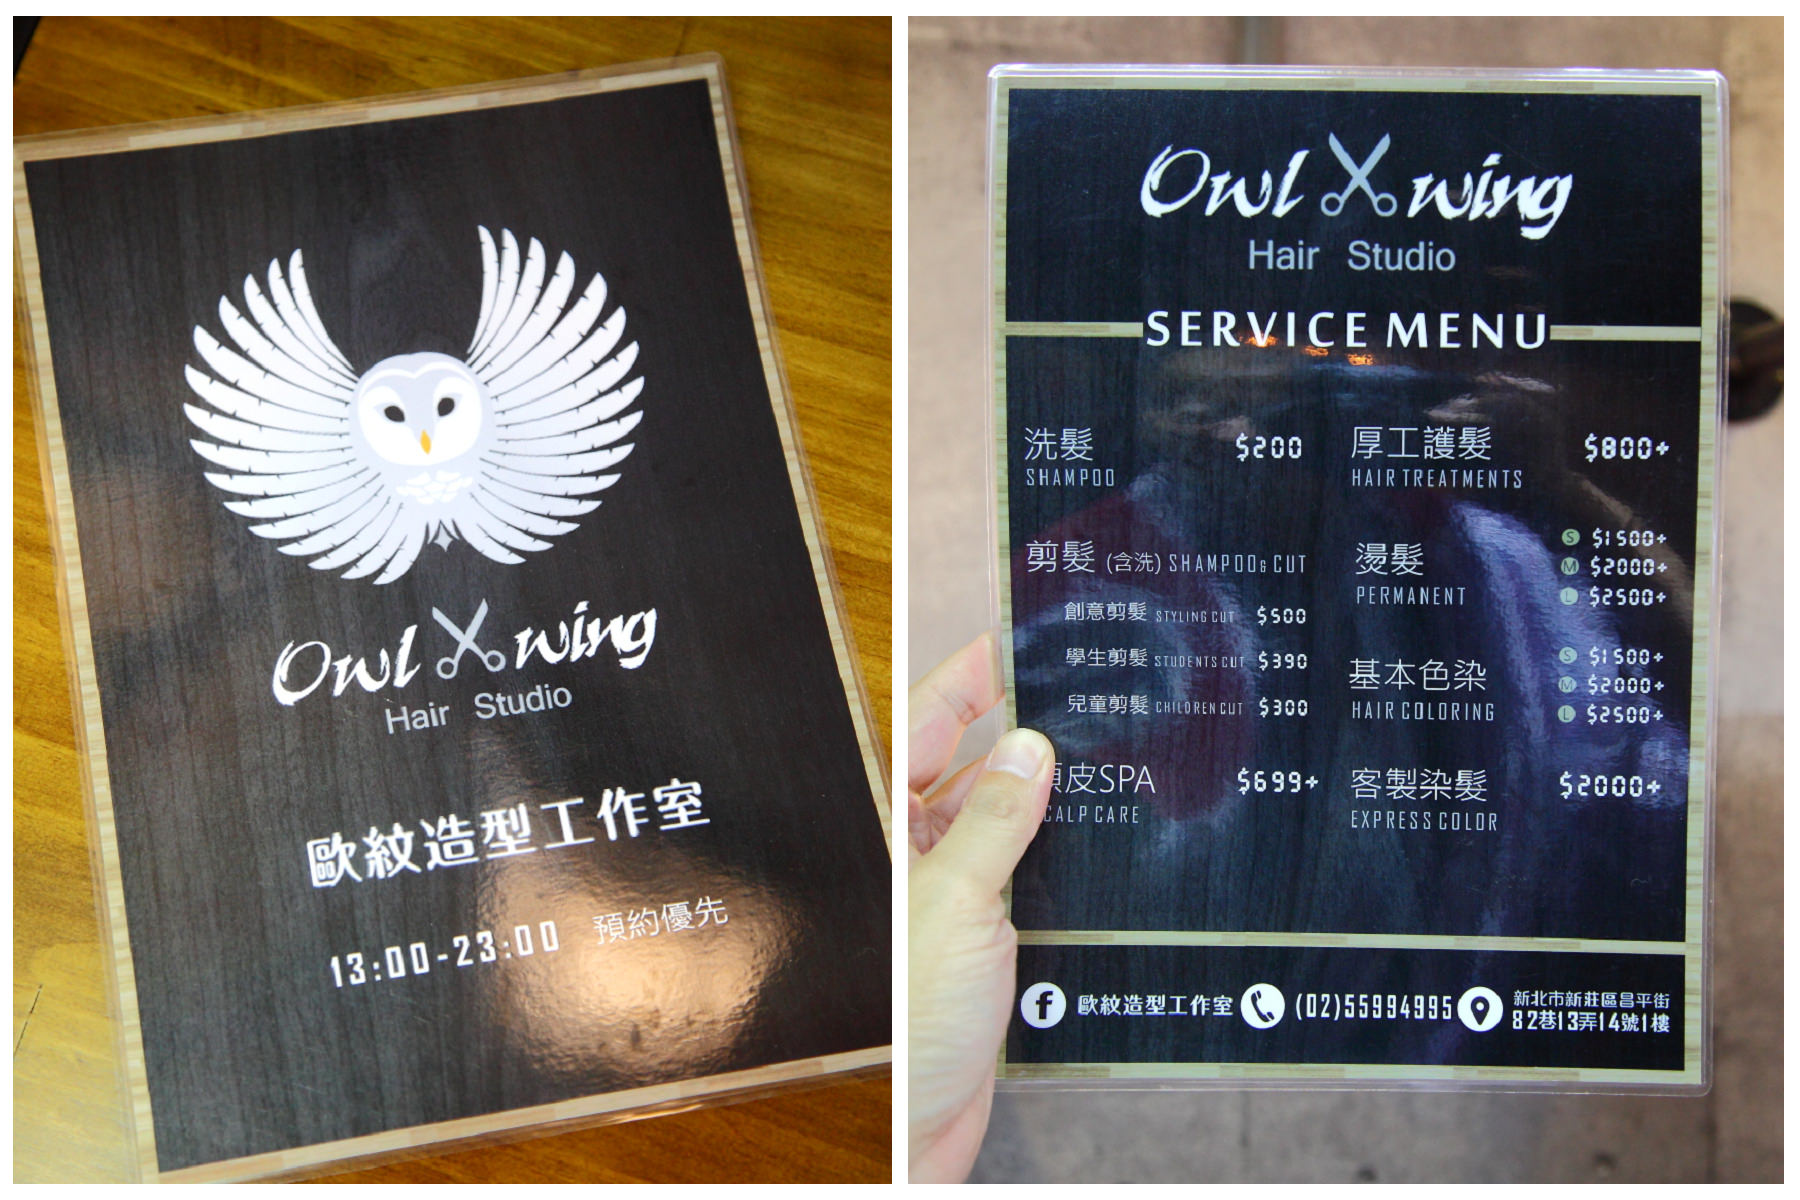 Owl wing
Hair Studio
歐紋造型工作室
13:00-23:00 預約優先
Owl wing
Hair Studio
SERVICE MENU
洗髮 $200
SHAMPOO
剪髮 (含洗) SHAMPOO & CUT
創意剪髮 STYLING CUT $500
學生剪髮 STUDENTS CUT $390
兒童剪髮 CHILDREN CUT $300
皮SPA $699+
CALP CARE
厚工護髮 $800+
HAIR TREATMENTS
燙髮
PERMANENT
S $1500+
M $2000+
L $2500+
基本色染
HAIR COLORING
S $1500+
M $2000+
L $2500+
客製染髮 $2000+
EXPRESS COLOR
f 歐紋造型工作室
(02)55994995
新北市新莊區昌平街
82巷13弄14號1樓